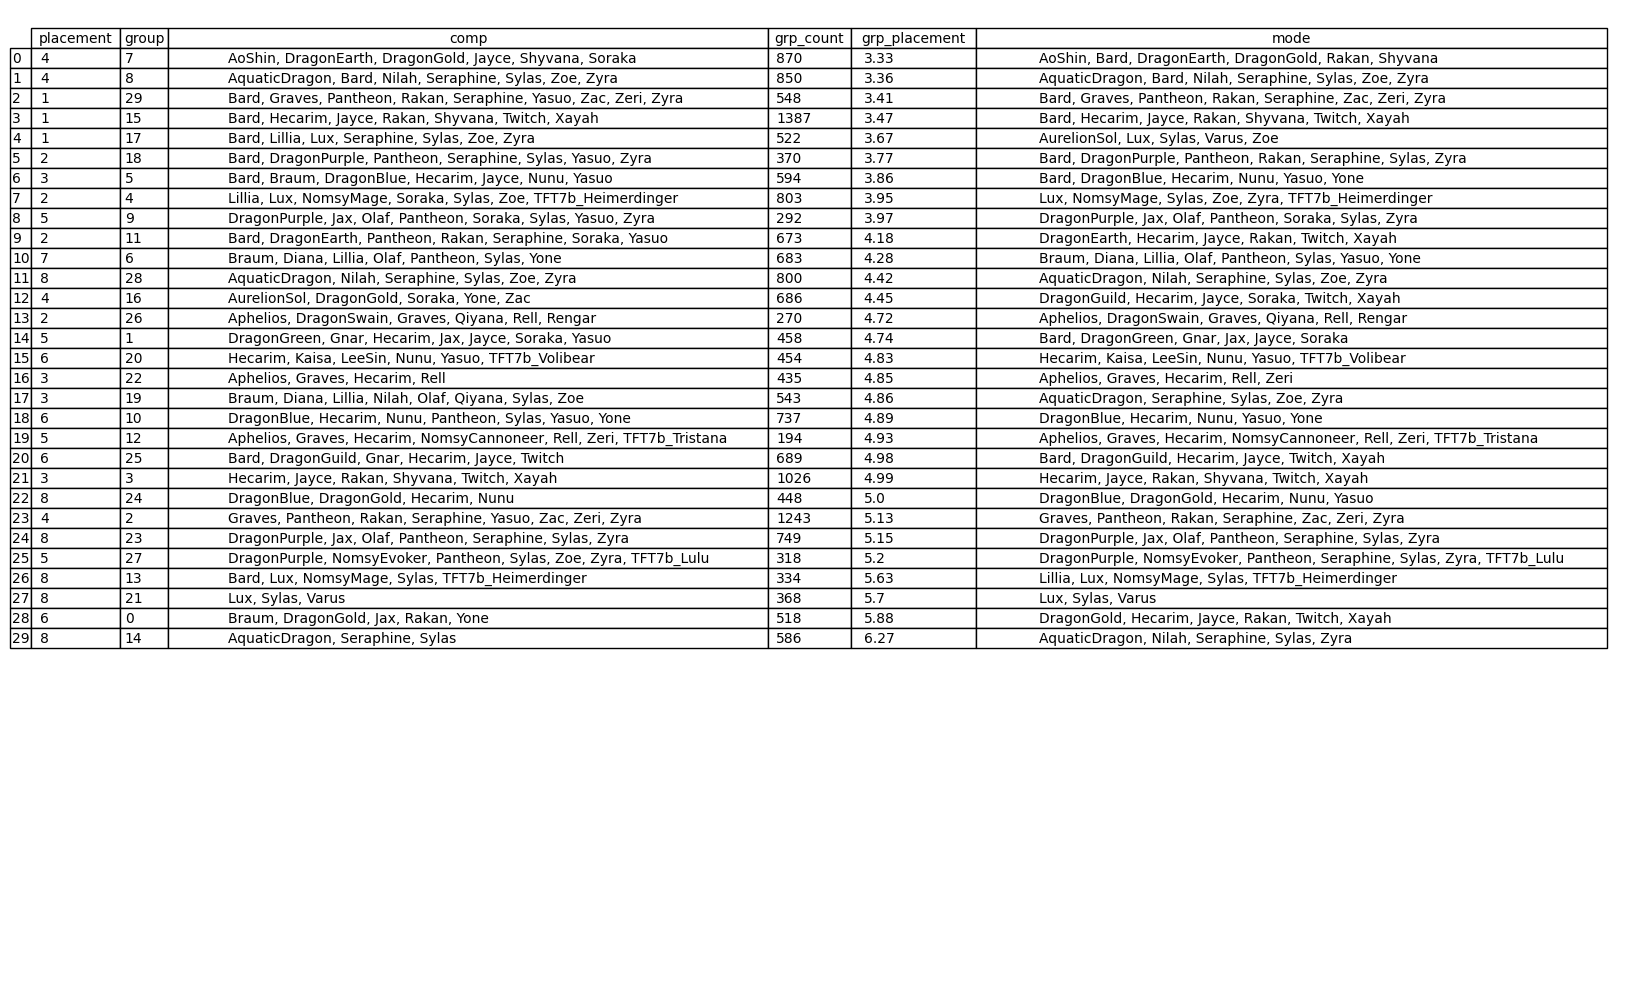 placement group comp grp_count grp_placement mode
0 4 7 AoShin, DragonEarth, DragonGold, Jayce, Shyvana, Soraka 870 3.33 AoShin, Bard, DragonEarth, DragonGold, Rakan, Shyvana
1 4 8 AquaticDragon, Bard, Nilah, Seraphine, Sylas, Zoe, Zyra 850 3.36 AquaticDragon, Bard, Nilah, Seraphine, Sylas, Zoe, Zyra
2 1 29 Bard, Graves, Pantheon, Rakan, Seraphine, Yasuo, Zac, Zeri, Zyra 548 3.41 Bard, Graves, Pantheon, Rakan, Seraphine, Zac, Zeri, Zyra
3 1 15 Bard, Hecarim, Jayce, Rakan, Shyvana, Twitch, Xayah 1387 3.47 Bard, Hecarim, Jayce, Rakan, Shyvana, Twitch, Xayah
4 1 17 Bard, Lillia, Lux, Seraphine, Sylas, Zoe, Zyra 522 3.67 AurelionSol, Lux, Sylas, Varus, Zoe
5 2 18 Bard, DragonPurple, Pantheon, Seraphine, Sylas, Yasuo, Zyra 370 3.77 Bard, DragonPurple, Pantheon, Rakan, Seraphine, Sylas, Zyra
6 3 5 Bard, Braum, DragonBlue, Hecarim, Jayce, Nunu, Yasuo 594 3.86 Bard, DragonBlue, Hecarim, Nunu, Yasuo, Yone
7 2 4 Lillia, Lux, NomsyMage, Soraka, Sylas, Zoe, TFT7b_Heimerdinger 803 3.95 Lux, NomsyMage, Sylas, Zoe, Zyra, TFT7b_Heimerdinger
8 5 9 DragonPurple, Jax, Olaf, Pantheon, Soraka, Sylas, Yasuo, Zyra 292 3.97 DragonPurple, Jax, Olaf, Pantheon, Soraka, Sylas, Zyra
9 2 11 Bard, DragonEarth, Pantheon, Rakan, Seraphine, Soraka, Yasuo 673 4.18 DragonEarth, Hecarim, Jayce, Rakan, Twitch, Xayah
10 7 6 Braum, Diana, Lillia, Olaf, Pantheon, Sylas, Yone 683 4.28 Braum, Diana, Lillia, Olaf, Pantheon, Sylas, Yasuo, Yone
11 8 28 AquaticDragon, Nilah, Seraphine, Sylas, Zoe, Zyra 800 4.42 AquaticDragon, Nilah, Seraphine, Sylas, Zoe, Zyra
12 4 16 AurelionSol, DragonGold, Soraka, Yone, Zac 686 4.45 DragonGuild, Hecarim, Jayce, Soraka, Twitch, Xayah
13 2 26 Aphelios, DragonSwain, Graves, Qiyana, Rell, Rengar 270 4.72 Aphelios, DragonSwain, Graves, Qiyana, Rell, Rengar
14 5 1 DragonGreen, Gnar, Hecarim, Jax, Jayce, Soraka, Yasuo 458 4.74 Bard, DragonGreen, Gnar, Jax, Jayce, Soraka
15 6 20 Hecarim, Kaisa, LeeSin, Nunu, Yasuo, TFT7b_Volibear 454 4.83 Hecarim, Kaisa, LeeSin, Nunu, Yasuo, TFT7b_Volibear
16 3 22 Aphelios, Graves, Hecarim, Rell 435 4.85 Aphelios, Graves, Hecarim, Rell, Zeri
17 3 19 Braum, Diana, Lillia, Nilah, Olaf, Qiyana, Sylas, Zoe 543 4.86 AquaticDragon, Seraphine, Sylas, Zoe, Zyra
18 6 10 DragonBlue, Hecarim, Nunu, Pantheon, Sylas, Yasuo, Yone 737 4.89 DragonBlue, Hecarim, Nunu, Yasuo, Yone
19 5 12 Aphelios, Graves, Hecarim, NomsyCannoneer, Rell, Zeri, TFT7b_Tristana 194 4.93 Aphelios, Graves, Hecarim, NomsyCannoneer, Rell, Zeri, TFT7b_Tristana
20 6 25 Bard, DragonGuild, Gnar, Hecarim, Jayce, Twitch 689 4.98 Bard, DragonGuild, Hecarim, Jayce, Twitch, Xayah
21 3 3 Hecarim, Jayce, Rakan, Shyvana, Twitch, Xayah 1026 4.99 Hecarim, Jayce, Rakan, Shyvana, Twitch, Xayah
22 8 24 DragonBlue, DragonGold, Hecarim, Nunu 448 5.0 DragonBlue, DragonGold, Hecarim, Nunu, Yasuo
23 4 2 Graves, Pantheon, Rakan, Seraphine, Yasuo, Zac, Zeri, Zyra 1243 5.13 Graves, Pantheon, Rakan, Seraphine, Zac, Zeri, Zyra
24 8 23 DragonPurple, Jax, Olaf, Pantheon, Seraphine, Sylas, Zyra 749 5.15 DragonPurple, Jax, Olaf, Pantheon, Seraphine, Sylas, Zyra
25 5 27 DragonPurple, NomsyEvoker, Pantheon, Sylas, Zoe, Zyra, TFT7b_Lulu 318 5.2 DragonPurple, NomsyEvoker, Pantheon, Seraphine, Sylas, Zyra, TFT7b_Lulu
26 8 13 Bard, Lux, NomsyMage, Sylas, TFT7b_Heimerdinger 334 5.63 Lillia, Lux, NomsyMage, Sylas, TFT7b_Heimerdinger
27 8 21 Lux, Sylas, Varus 368 5.7 Lux, Sylas, Varus
28 6 0 Braum, DragonGold, Jax, Rakan, Yone 518 5.88 DragonGold, Hecarim, Jayce, Rakan, Twitch, Xayah
29 8 14 AquaticDragon, Seraphine, Sylas 586 6.27 AquaticDragon, Nilah, Seraphine, Sylas, Zyra